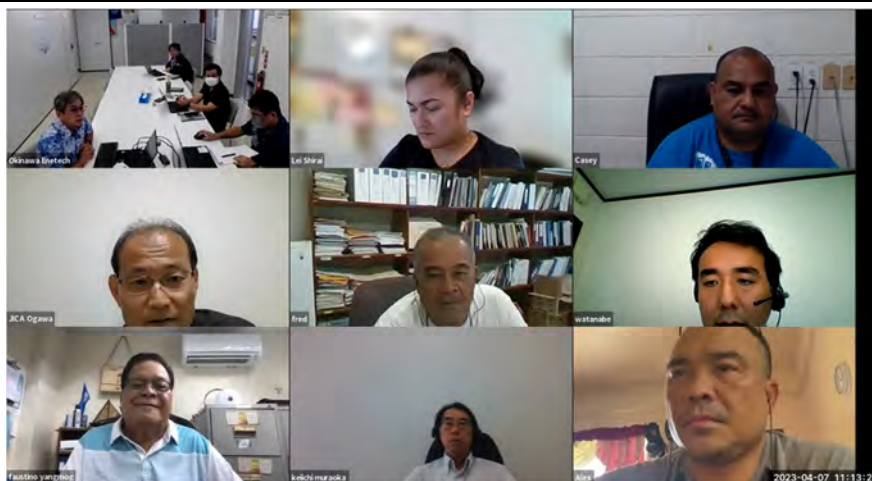 Okinawa Enetech
Lei Shirai
Casey
JICA Ogawa
fred
watanabe
faustino yangmog
keiichi muraoka
Alex
2023-04-07 11:13:2